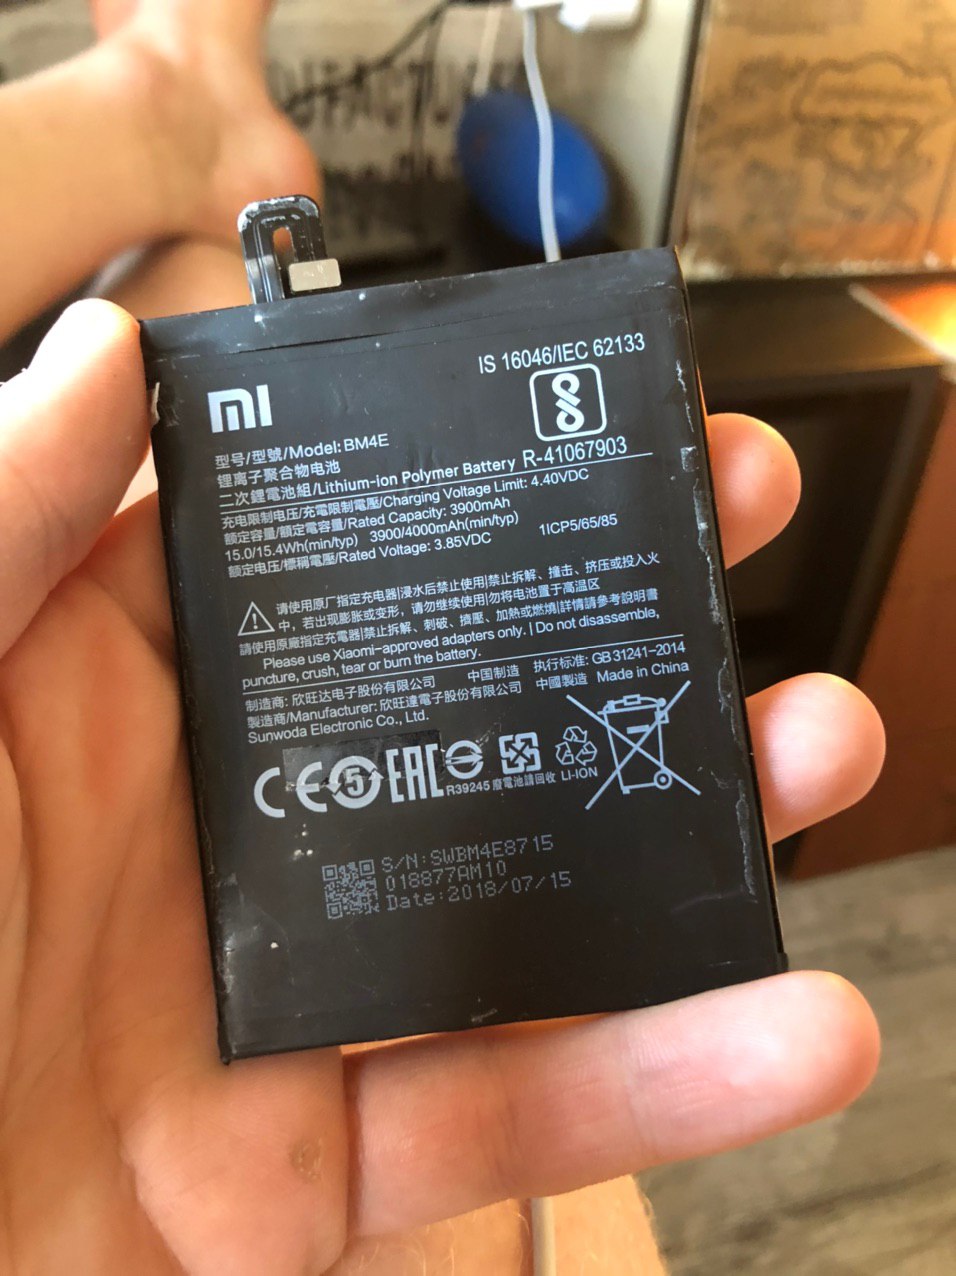 FACTU
IS 16046/IEC 62133
mi
R-41067903
型号/型號/Model: BM4E
锂离子聚合物电池
二次鋰電池組/Lithium-ion Polymer Battery
充电限制电压/充電限制電壓/Charging Voltage Limit: 4.40VDC
额定容量/額定電容量/Rated Capacity: 3900mAh
15.0/15.4Wh(min/typ) 3900/4000mAh(min/typ) 1ICP5/65/85
额定电压/標稱電壓/Rated Voltage: 3.85VDC
请使用原厂指定充电器|浸水后禁止使用|禁止拆解、撞击、挤压或投入火
中，若出现膨胀或变形，请勿继续使用|勿将电池置于高温区
請使用原廠指定充電器|禁止拆解、刺破、擠壓、加熱或燃燒|詳情請參考說明書
Please use Xiaomi-approved adapters only. | Do not disassemble,
puncture, crush, tear or burn the battery.
制造商: 欣旺达电子股份有限公司 中国制造 执行标准: GB 31241-2014
製造商/Manufacturer: 欣旺達電子股份有限公司 中國製造 Made in China
Sunwoda Electronic Co., Ltd.
CE 5 EAC R39245 廢電池請回收 LI-ION
S/N:SWBM4E8715
018877AM10
Date:2018/07/15